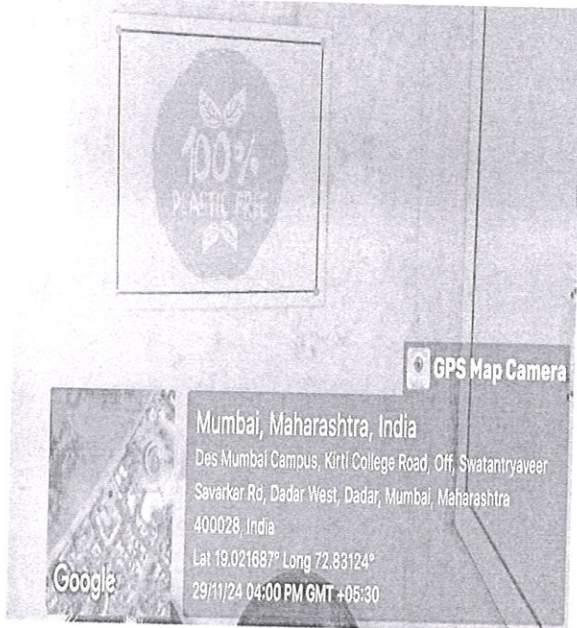 100%
PLASTIC FREE
GPS Map Camera
Mumbai, Maharashtra, India
Des Mumbai Campus, Kirti College Road, Off, Swatantryaveer
Savarkar Rd, Dadar West, Dadar, Mumbai, Maharashtra
400028, India
Lat 19.021687° Long 72.83124°
29/11/24 04:00 PM GMT +05:30
Google